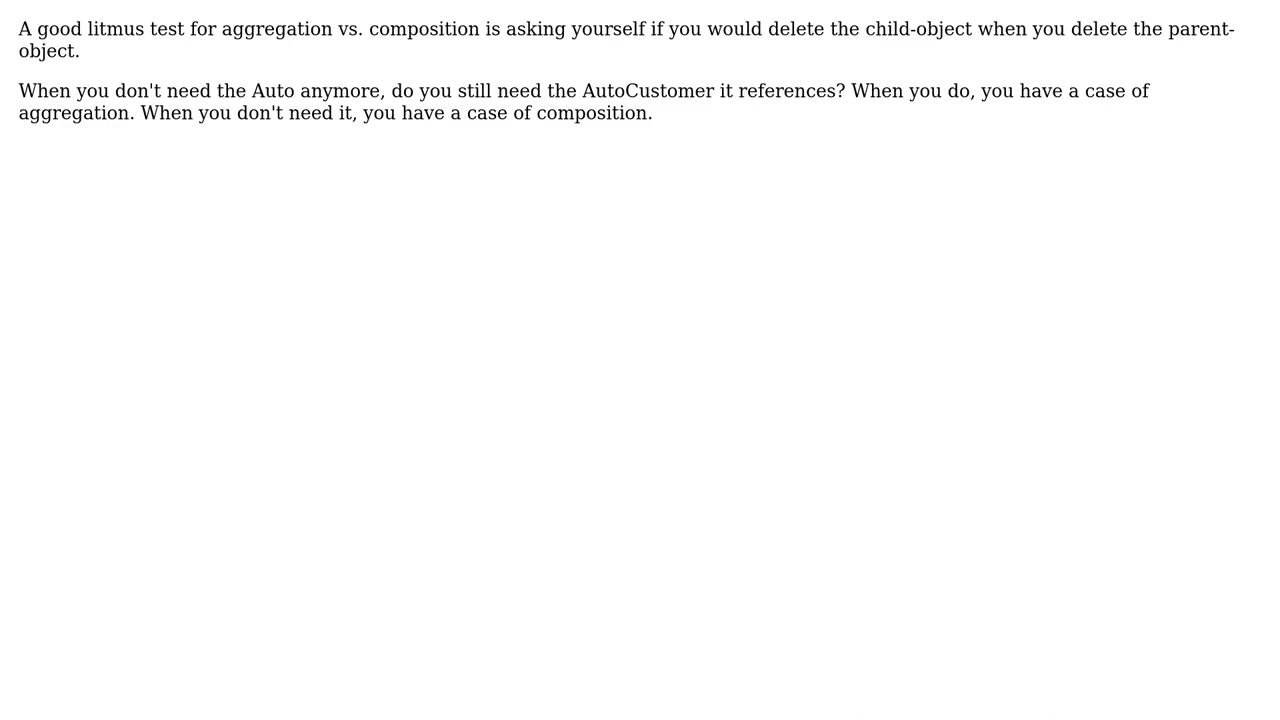 A good litmus test for aggregation vs. composition is asking yourself if you would delete the child-object when you delete the parent-
object.
When you don't need the Auto anymore, do you still need the AutoCustomer it references? When you do, you have a case of
aggregation. When you don't need it, you have a case of composition.